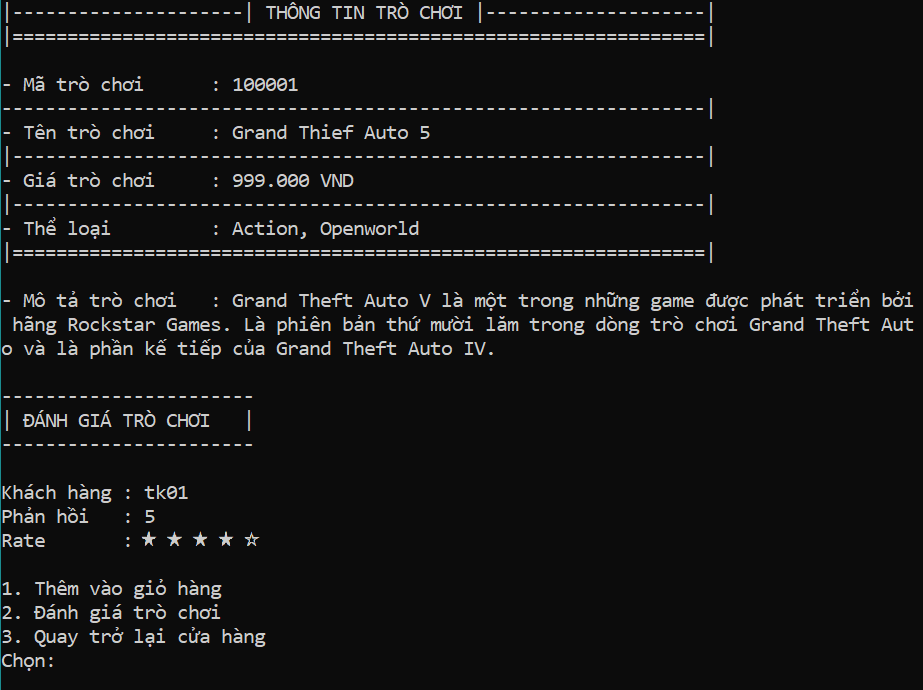 |---------------------| THÔNG TIN TRÒ CHƠI |--------------------|
|===============================================================|
- Mã trò chơi      : 100001
----------------------------------------------------------------|
- Tên trò chơi     : Grand Thief Auto 5
|---------------------------------------------------------------|
- Giá trò chơi     : 999.000 VND
|---------------------------------------------------------------|
- Thể loại         : Action, Openworld
|===============================================================|
- Mô tả trò chơi   : Grand Theft Auto V là một trong những game được phát triển bởi
 hãng Rockstar Games. Là phiên bản thứ mười lăm trong dòng trò chơi Grand Theft Aut
o và là phần kế tiếp của Grand Theft Auto IV.
-----------------------
| ĐÁNH GIÁ TRÒ CHƠI   |
-----------------------
Khách hàng : tk01
Phản hồi   : 5
Rate       : ★ ★ ★ ★ ☆
1. Thêm vào giỏ hàng
2. Đánh giá trò chơi
3. Quay trở lại cửa hàng
Chọn: